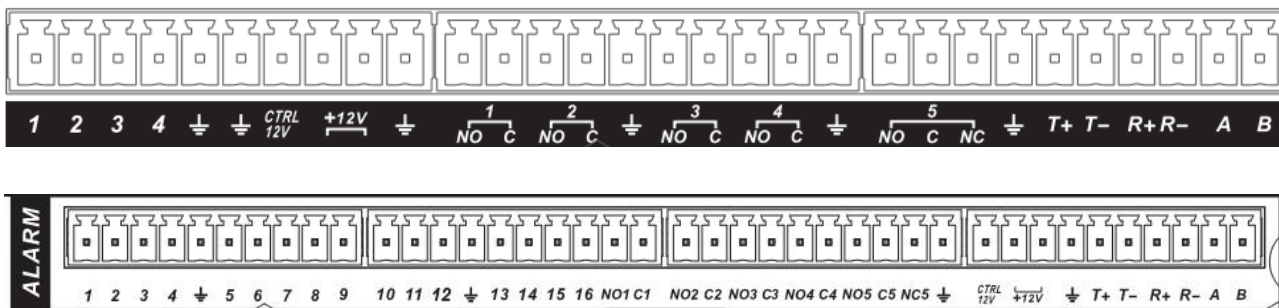 1 2 3 4 ⏚ ⏚ CTRL 12V +12V ⏚ 1 NO C 2 NO C ⏚ 3 NO C 4 NO C ⏚ 5 NO C NC ⏚ T+ T- R+ R- A B
ALARM
1 2 3 4 ⏚ 5 6 7 8 9 10 11 12 ⏚ 13 14 15 16 NO1 C1 NO2 C2 NO3 C3 NO4 C4 NO5 C5 NC5 ⏚ CTRL 12V +12V ⏚ T+ T- R+ R- A B